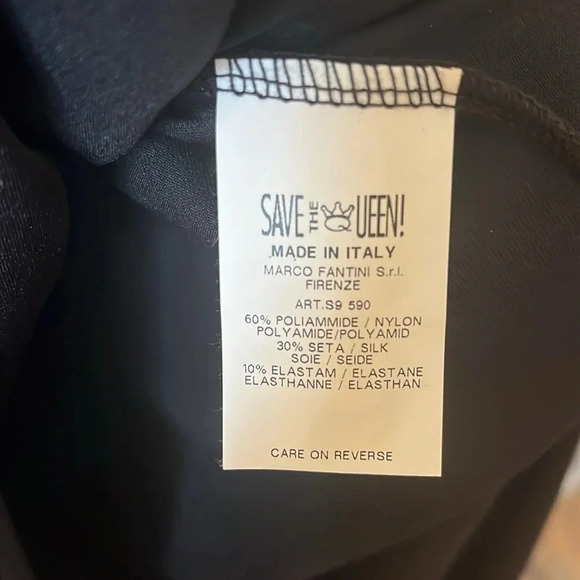 SAVE THE QUEEN!
MADE IN ITALY
MARCO FANTINI S.r.l.
FIRENZE
ART.S9 590
60% POLIAMMIDE / NYLON
POLYAMIDE/POLYAMID
30% SETA / SILK
SOIE / SEIDE
10% ELASTAM / ELASTANE
ELASTHANNE / ELASTHAN
CARE ON REVERSE